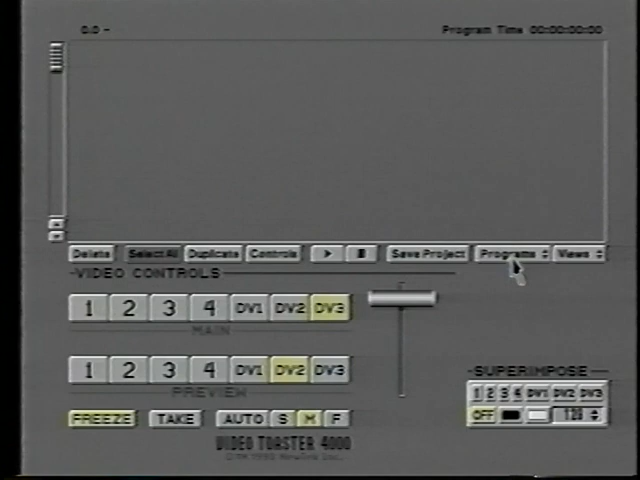 0.0 -
Program Time 00:00:00:00
Delete Select All Duplicate Controls Save Project Programs Views
VIDEO CONTROLS
1 2 3 4 DV1 DV2 DV3
MAIN
1 2 3 4 DV1 DV2 DV3
PREVIEW
SUPERIMPOSE
1 2 3 4 DV1 DV2 DV3
OFF 128
FREEZE TAKE AUTO S M F
VIDEO TOASTER 4000